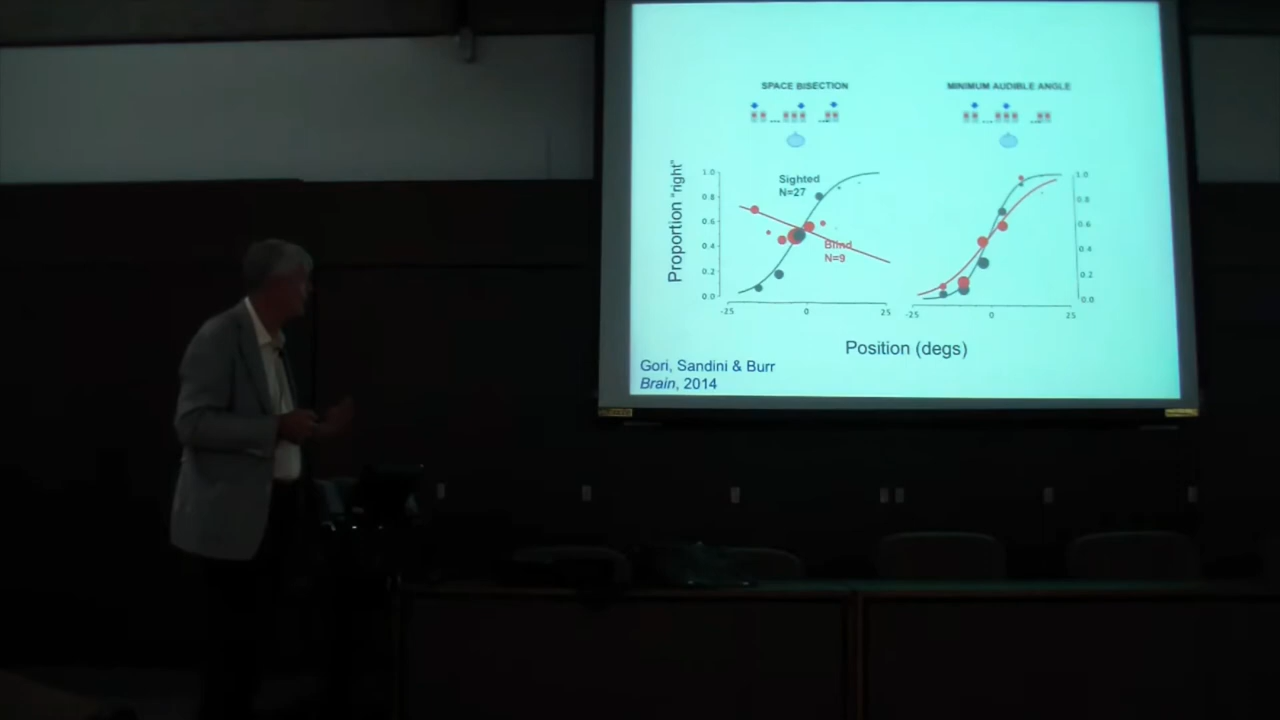 SPACE BISECTION
MINIMUM AUDIBLE ANGLE
Proportion "right"
1.0
0.8
0.6
0.4
0.2
0.0
Sighted
N=27
Blind
N=9
-25
0
25
1.0
0.8
0.6
0.4
0.2
0.0
-25
0
25
Position (degs)
Gori, Sandini & Burr
Brain, 2014